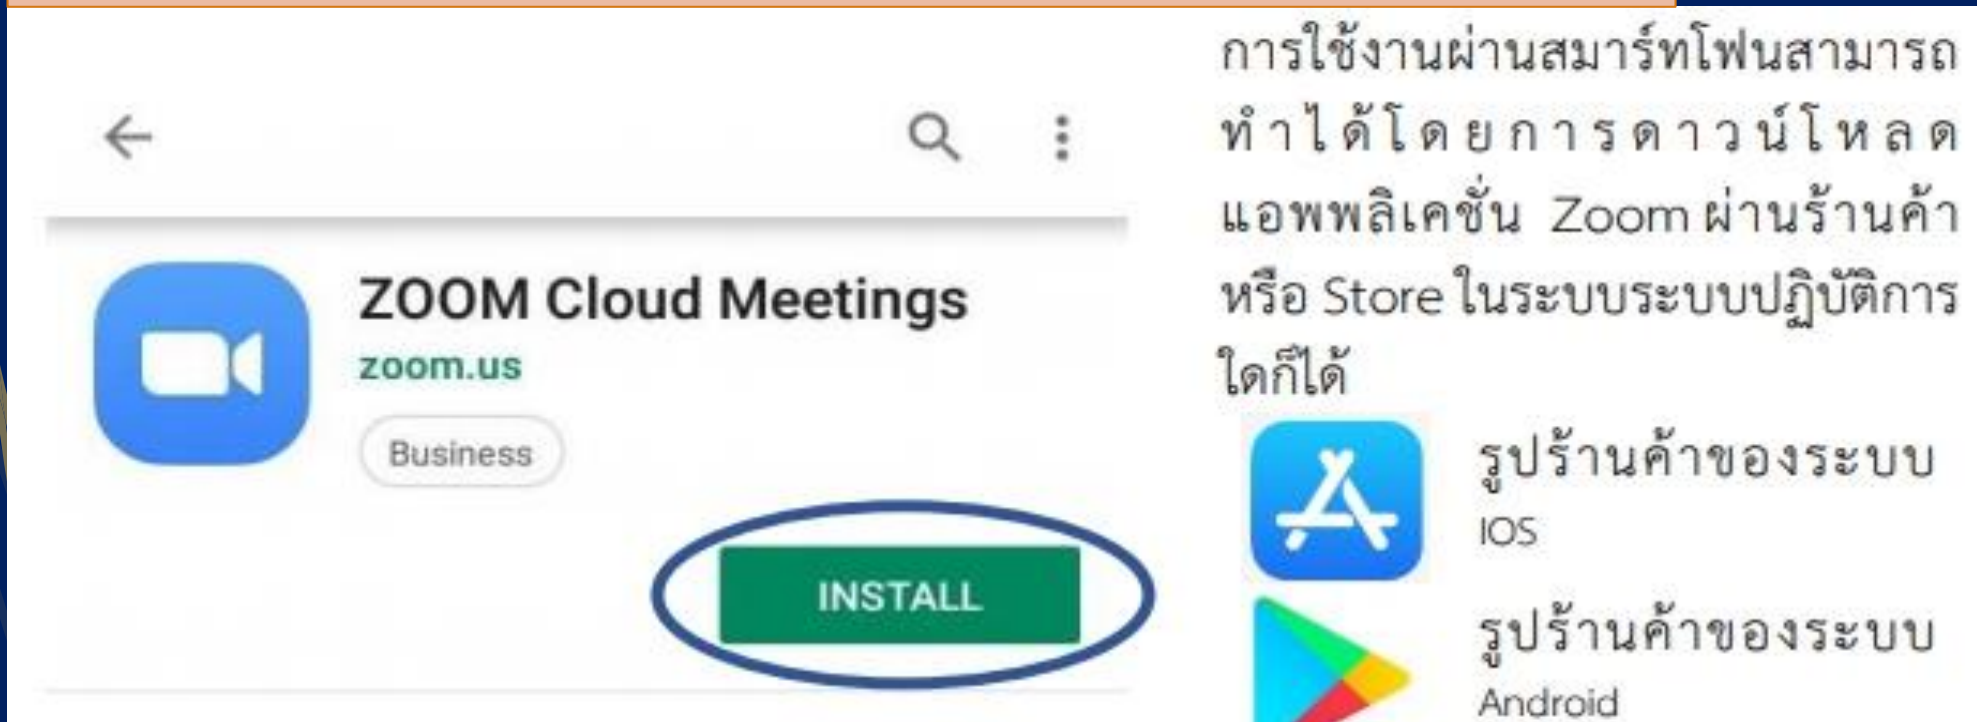 ZOOM Cloud Meetings
zoom.us
Business
INSTALL
การใช้งานผ่านสมาร์ทโฟนสามารถ
ทำได้โดยการดาวน์โหลด
แอพพลิเคชั่น Zoom ผ่านร้านค้า
หรือ Store ในระบบระบบปฏิบัติการ
ใดก็ได้
รูปร้านค้าของระบบ
IOS
รูปร้านค้าของระบบ
Android